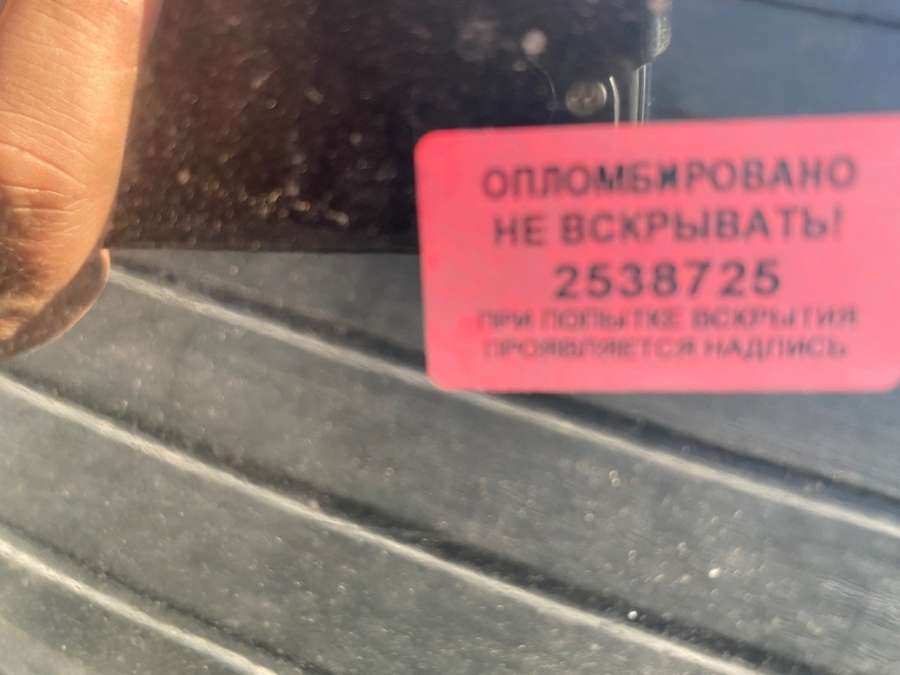 ОПЛОМБИРОВАНО
НЕ ВСКРЫВАТЬ!
2538725
ПРИ ПОПЫТКЕ ВСКРЫТИЯ
ПРОЯВЛЯЕТСЯ НАДПИСЬ